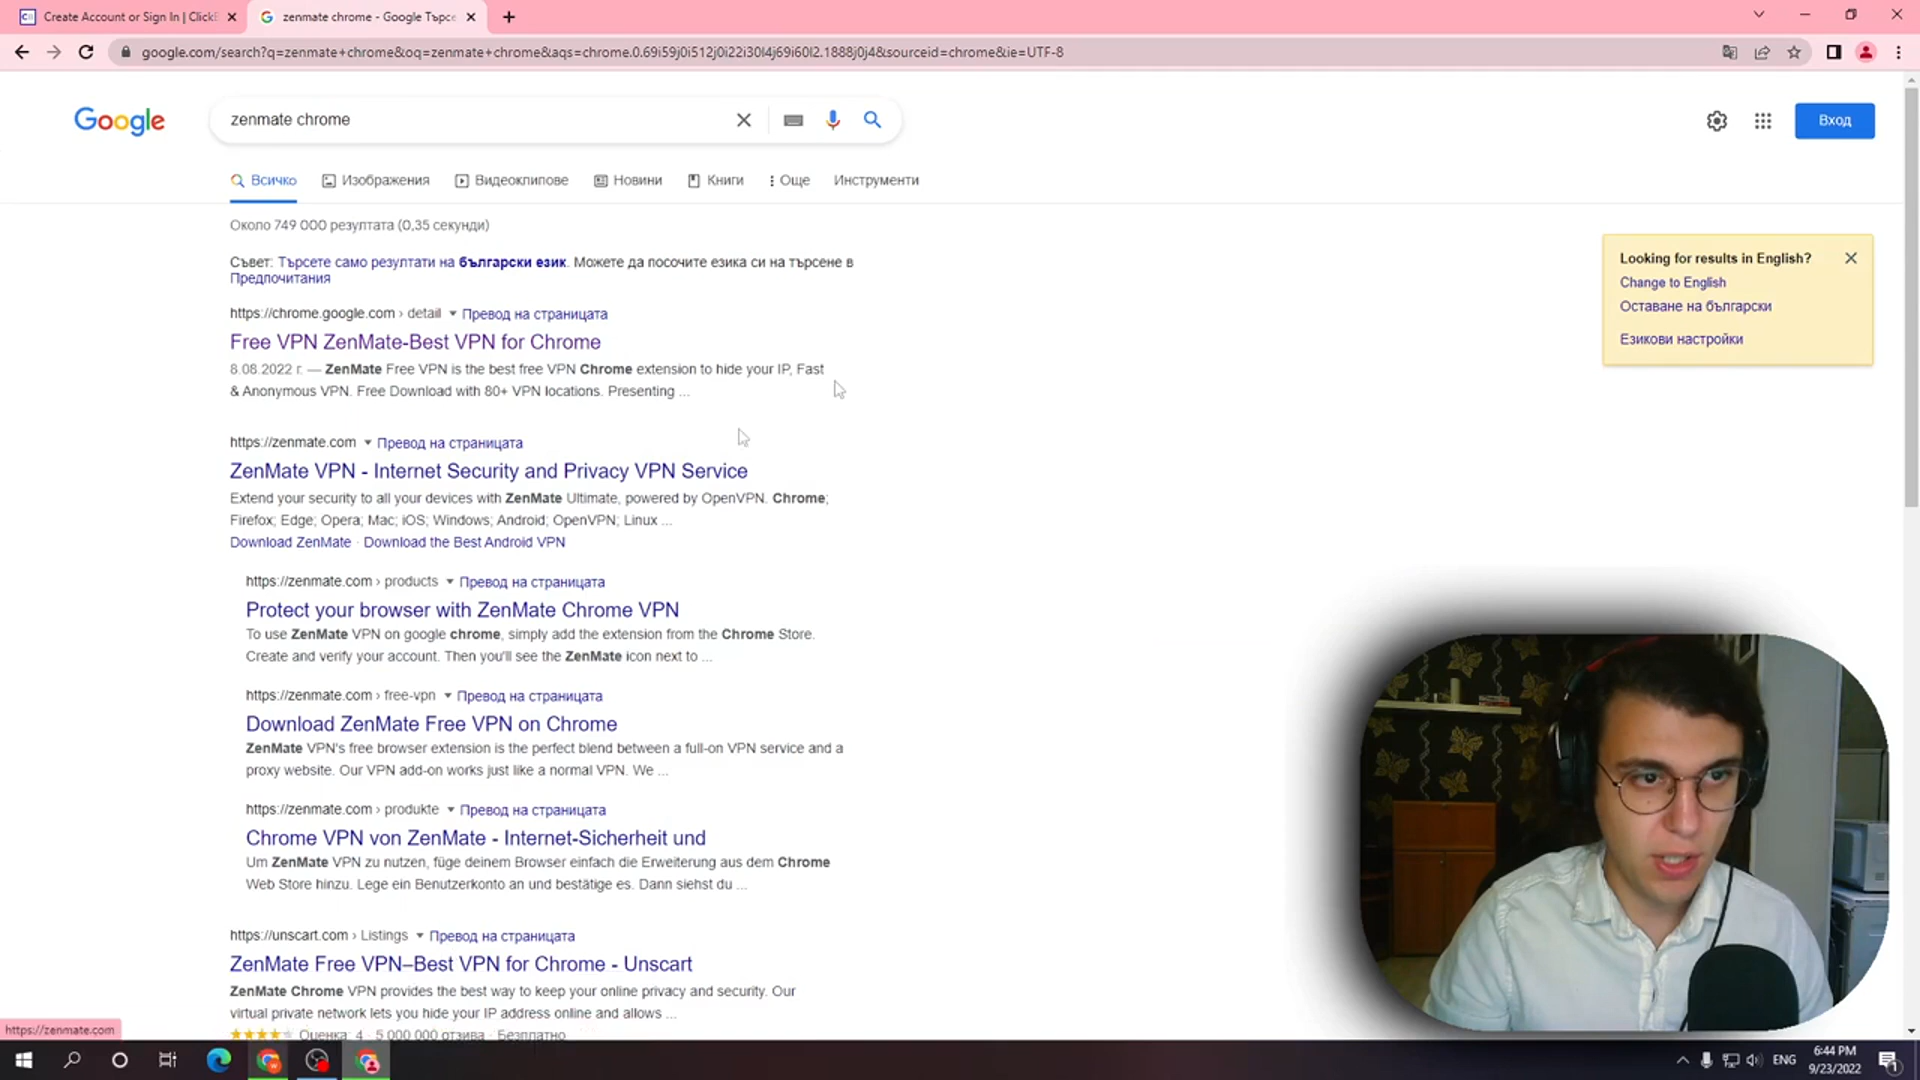 Create Account or Sign In | ClickB
zenmate chrome - Google Търсе
google.com/search?q=zenmate+chrome&oq=zenmate+chrome&aqs=chrome.0.69i59j0i512j0i22i30l4j69i60l2.1888j0j4&sourceid=chrome&ie=UTF-8
Google
zenmate chrome
Вход
Всичко
Изображения
Видеоклипове
Новини
Книги
Още
Инструменти
Около 749 000 резултата (0,35 секунди)
Съвет: Търсете само резултати на български език. Можете да посочите езика си на търсене в
Предпочитания
Looking for results in English?
Change to English
Оставане на български
Езикови настройки
https://chrome.google.com › detail Превод на страницата
Free VPN ZenMate-Best VPN for Chrome
8.08.2022 г. — ZenMate Free VPN is the best free VPN Chrome extension to hide your IP, Fast
& Anonymous VPN. Free Download with 80+ VPN locations. Presenting ...
https://zenmate.com Превод на страницата
ZenMate VPN - Internet Security and Privacy VPN Service
Extend your security to all your devices with ZenMate Ultimate, powered by OpenVPN. Chrome;
Firefox; Edge; Opera; Mac; iOS; Windows; Android; OpenVPN; Linux ...
Download ZenMate · Download the Best Android VPN
https://zenmate.com › products Превод на страницата
Protect your browser with ZenMate Chrome VPN
To use ZenMate VPN on google chrome, simply add the extension from the Chrome Store.
Create and verify your account. Then you'll see the ZenMate icon next to ...
https://zenmate.com › free-vpn Превод на страницата
Download ZenMate Free VPN on Chrome
ZenMate VPN's free browser extension is the perfect blend between a full-on VPN service and a
proxy website. Our VPN add-on works just like a normal VPN. We ...
https://zenmate.com › produkte Превод на страницата
Chrome VPN von ZenMate - Internet-Sicherheit und
Um ZenMate VPN zu nutzen, füge deinem Browser einfach die Erweiterung aus dem Chrome
Web Store hinzu. Lege ein Benutzerkonto an und bestätige es. Dann siehst du ...
https://unscart.com › Listings Превод на страницата
ZenMate Free VPN–Best VPN for Chrome - Unscart
ZenMate Chrome VPN provides the best way to keep your online privacy and security. Our
virtual private network lets you hide your IP address online and allows ...
Оценка: 4 · 5 000 000 отзива · Безплатно
https://zenmate.com
ENG
6:44 PM
9/23/2022
1